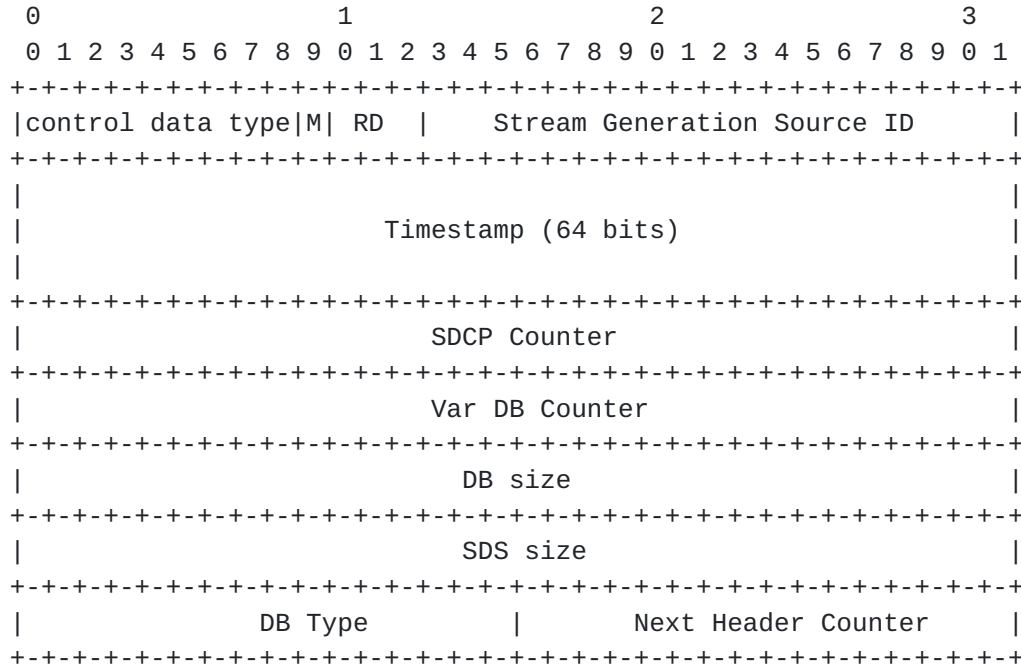 0                   1                   2                   3
 0 1 2 3 4 5 6 7 8 9 0 1 2 3 4 5 6 7 8 9 0 1 2 3 4 5 6 7 8 9 0 1
+-+-+-+-+-+-+-+-+-+-+-+-+-+-+-+-+-+-+-+-+-+-+-+-+-+-+-+-+-+-+-+-+
|control data type|M| RD  |    Stream Generation Source ID      |
+-+-+-+-+-+-+-+-+-+-+-+-+-+-+-+-+-+-+-+-+-+-+-+-+-+-+-+-+-+-+-+-+
|                                                               |
|                       Timestamp (64 bits)                     |
|                                                               |
+-+-+-+-+-+-+-+-+-+-+-+-+-+-+-+-+-+-+-+-+-+-+-+-+-+-+-+-+-+-+-+-+
|                          SDCP Counter                         |
+-+-+-+-+-+-+-+-+-+-+-+-+-+-+-+-+-+-+-+-+-+-+-+-+-+-+-+-+-+-+-+-+
|                          Var DB Counter                       |
+-+-+-+-+-+-+-+-+-+-+-+-+-+-+-+-+-+-+-+-+-+-+-+-+-+-+-+-+-+-+-+-+
|                            DB size                            |
+-+-+-+-+-+-+-+-+-+-+-+-+-+-+-+-+-+-+-+-+-+-+-+-+-+-+-+-+-+-+-+-+
|                            SDS size                           |
+-+-+-+-+-+-+-+-+-+-+-+-+-+-+-+-+-+-+-+-+-+-+-+-+-+-+-+-+-+-+-+-+
|               DB Type         |       Next Header Counter     |
+-+-+-+-+-+-+-+-+-+-+-+-+-+-+-+-+-+-+-+-+-+-+-+-+-+-+-+-+-+-+-+-+